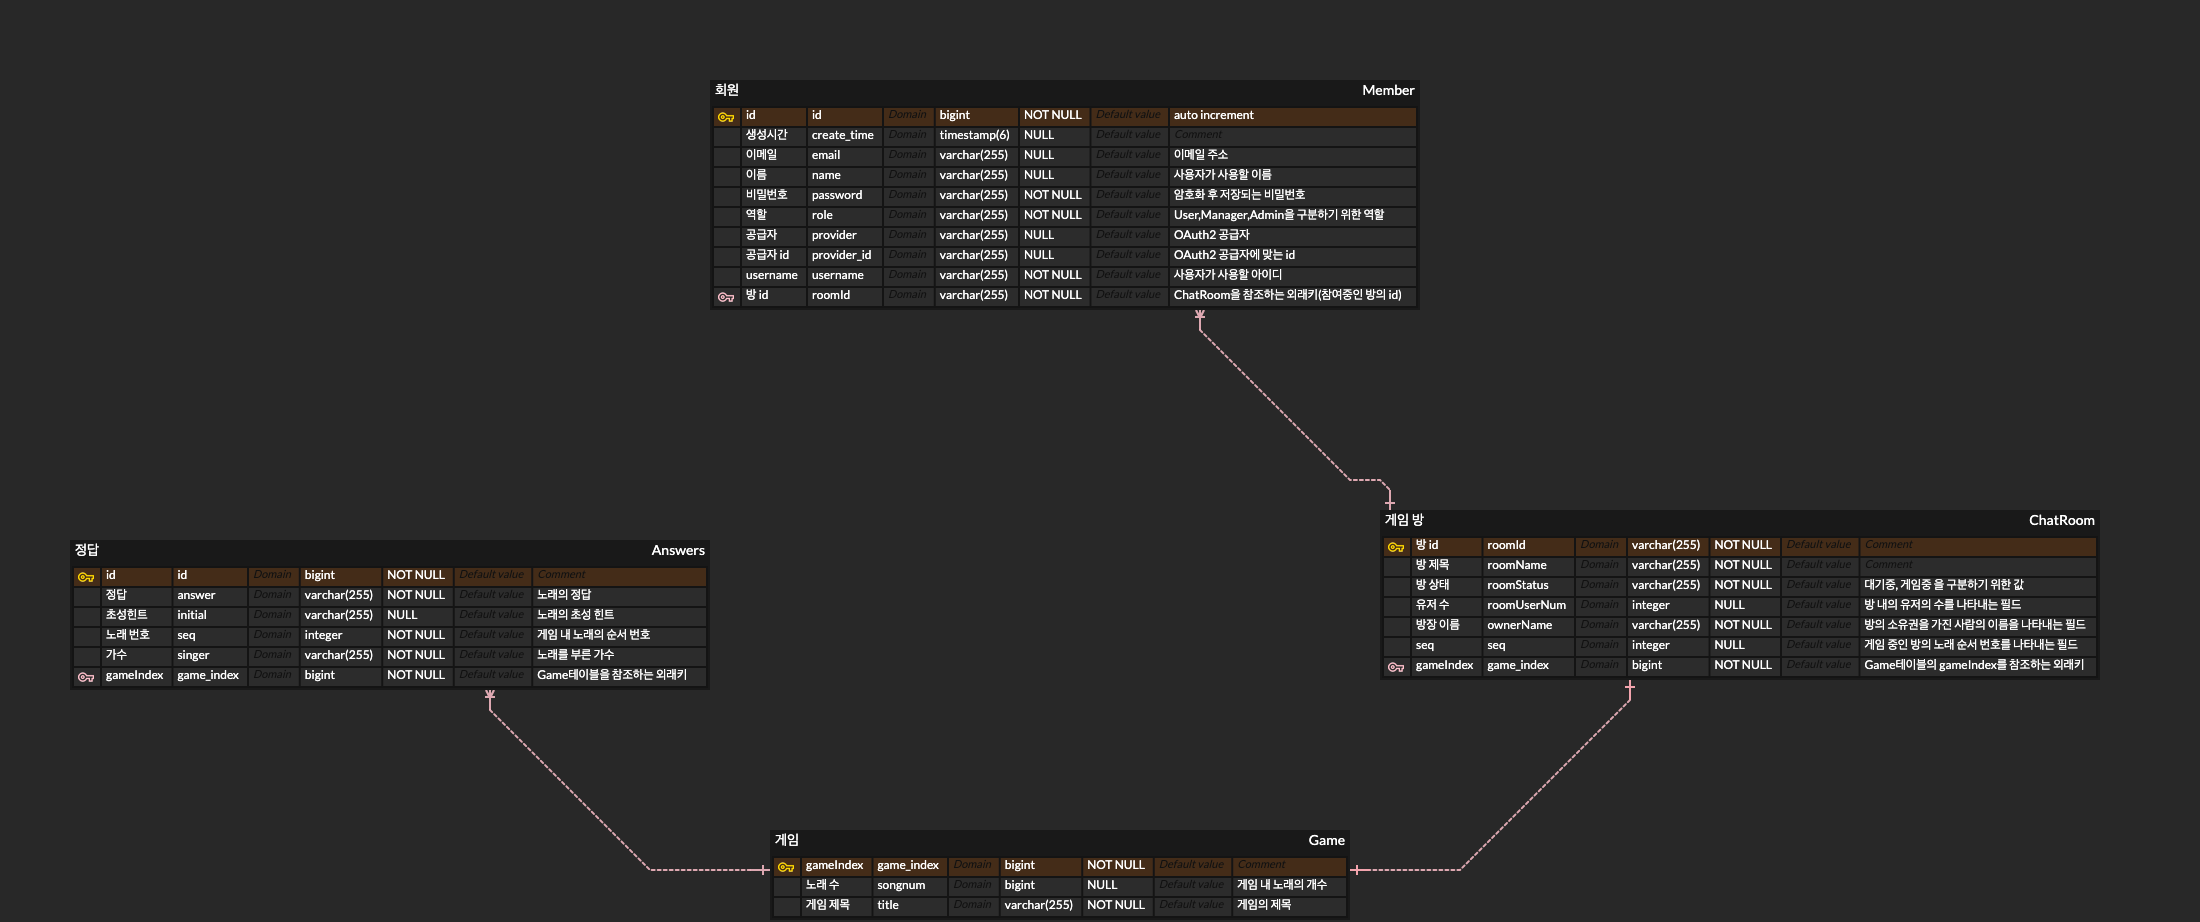 회원 Member
id id Domain bigint NOT NULL Default value auto increment
생성시간 create_time Domain timestamp(6) NULL Default value Comment
이메일 email Domain varchar(255) NULL Default value 이메일 주소
이름 name Domain varchar(255) NULL Default value 사용자가 사용할 이름
비밀번호 password Domain varchar(255) NOT NULL Default value 암호화 후 저장되는 비밀번호
역할 role Domain varchar(255) NOT NULL Default value User,Manager,Admin을 구분하기 위한 역할
공급자 provider Domain varchar(255) NULL Default value OAuth2 공급자
공급자 id provider_id Domain varchar(255) NULL Default value OAuth2 공급자에 맞는 id
username username Domain varchar(255) NOT NULL Default value 사용자가 사용할 아이디
방 id roomId Domain varchar(255) NOT NULL Default value ChatRoom을 참조하는 외래키(참여중인 방의 id)
게임 방 ChatRoom
방 id roomId Domain varchar(255) NOT NULL Default value Comment
방 제목 roomName Domain varchar(255) NOT NULL Default value Comment
방 상태 roomStatus Domain varchar(255) NOT NULL Default value 대기중, 게임중 을 구분하기 위한 값
유저 수 roomUserNum Domain integer NULL Default value 방 내의 유저의 수를 나타내는 필드
방장 이름 ownerName Domain varchar(255) NOT NULL Default value 방의 소유권을 가진 사람의 이름을 나타내는 필드
seq seq Domain integer NULL Default value 게임 중인 방의 노래 순서 번호를 나타내는 필드
gameIndex game_index Domain bigint NOT NULL Default value Game테이블의 gameIndex를 참조하는 외래키
정답 Answers
id id Domain bigint NOT NULL Default value Comment
정답 answer Domain varchar(255) NOT NULL Default value 노래의 정답
초성힌트 initial Domain varchar(255) NULL Default value 노래의 초성 힌트
노래 번호 seq Domain integer NOT NULL Default value 게임 내 노래의 순서 번호
가수 singer Domain varchar(255) NOT NULL Default value 노래를 부른 가수
gameIndex game_index Domain bigint NOT NULL Default value Game테이블을 참조하는 외래키
게임 Game
gameIndex game_index Domain bigint NOT NULL Default value Comment
노래 수 songnum Domain bigint NULL Default value 게임 내 노래의 개수
게임 제목 title Domain varchar(255) NOT NULL Default value 게임의 제목